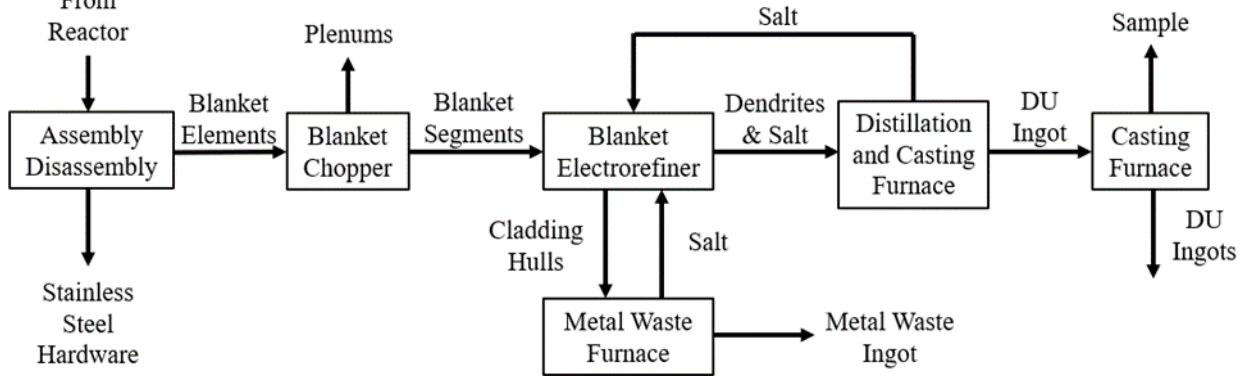 From
Reactor
Assembly
Disassembly
Stainless
Steel
Hardware
Blanket
Elements
Plenums
Blanket
Chopper
Blanket
Segments
Salt
Blanket
Electrorefiner
Cladding
Hulls
Salt
Metal Waste
Furnace
Metal Waste
Ingot
Dendrites
& Salt
Distillation
and Casting
Furnace
DU
Ingot
Sample
Casting
Furnace
DU
Ingots